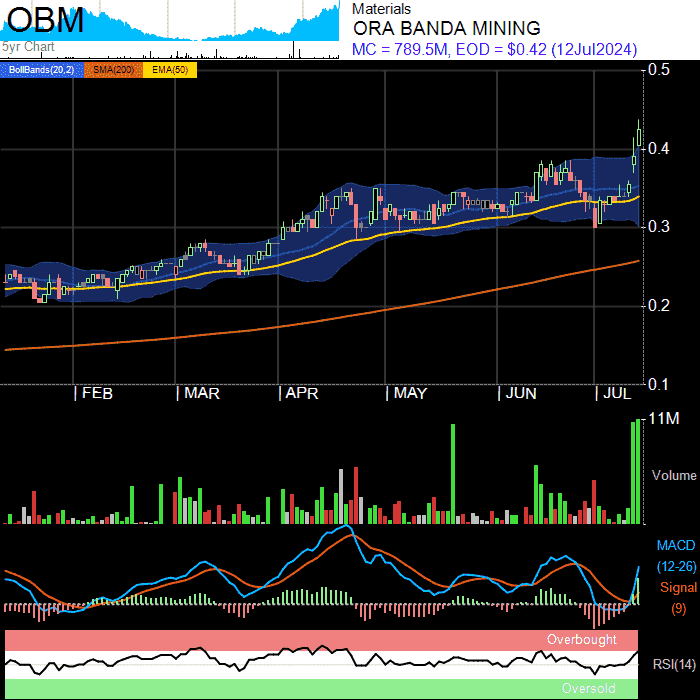 OBM
5yr Chart
Materials
ORA BANDA MINING
MC = 789.5M, EOD = $0.42 (12Jul2024)
BollBands(20,2) SMA(200) EMA(50)
0.5
0.4
0.3
0.2
0.1
| FEB | MAR | APR | MAY | JUN | JUL
11M
Volume
MACD
(12-26)
Signal
(9)
Overbought
RSI(14)
Oversold